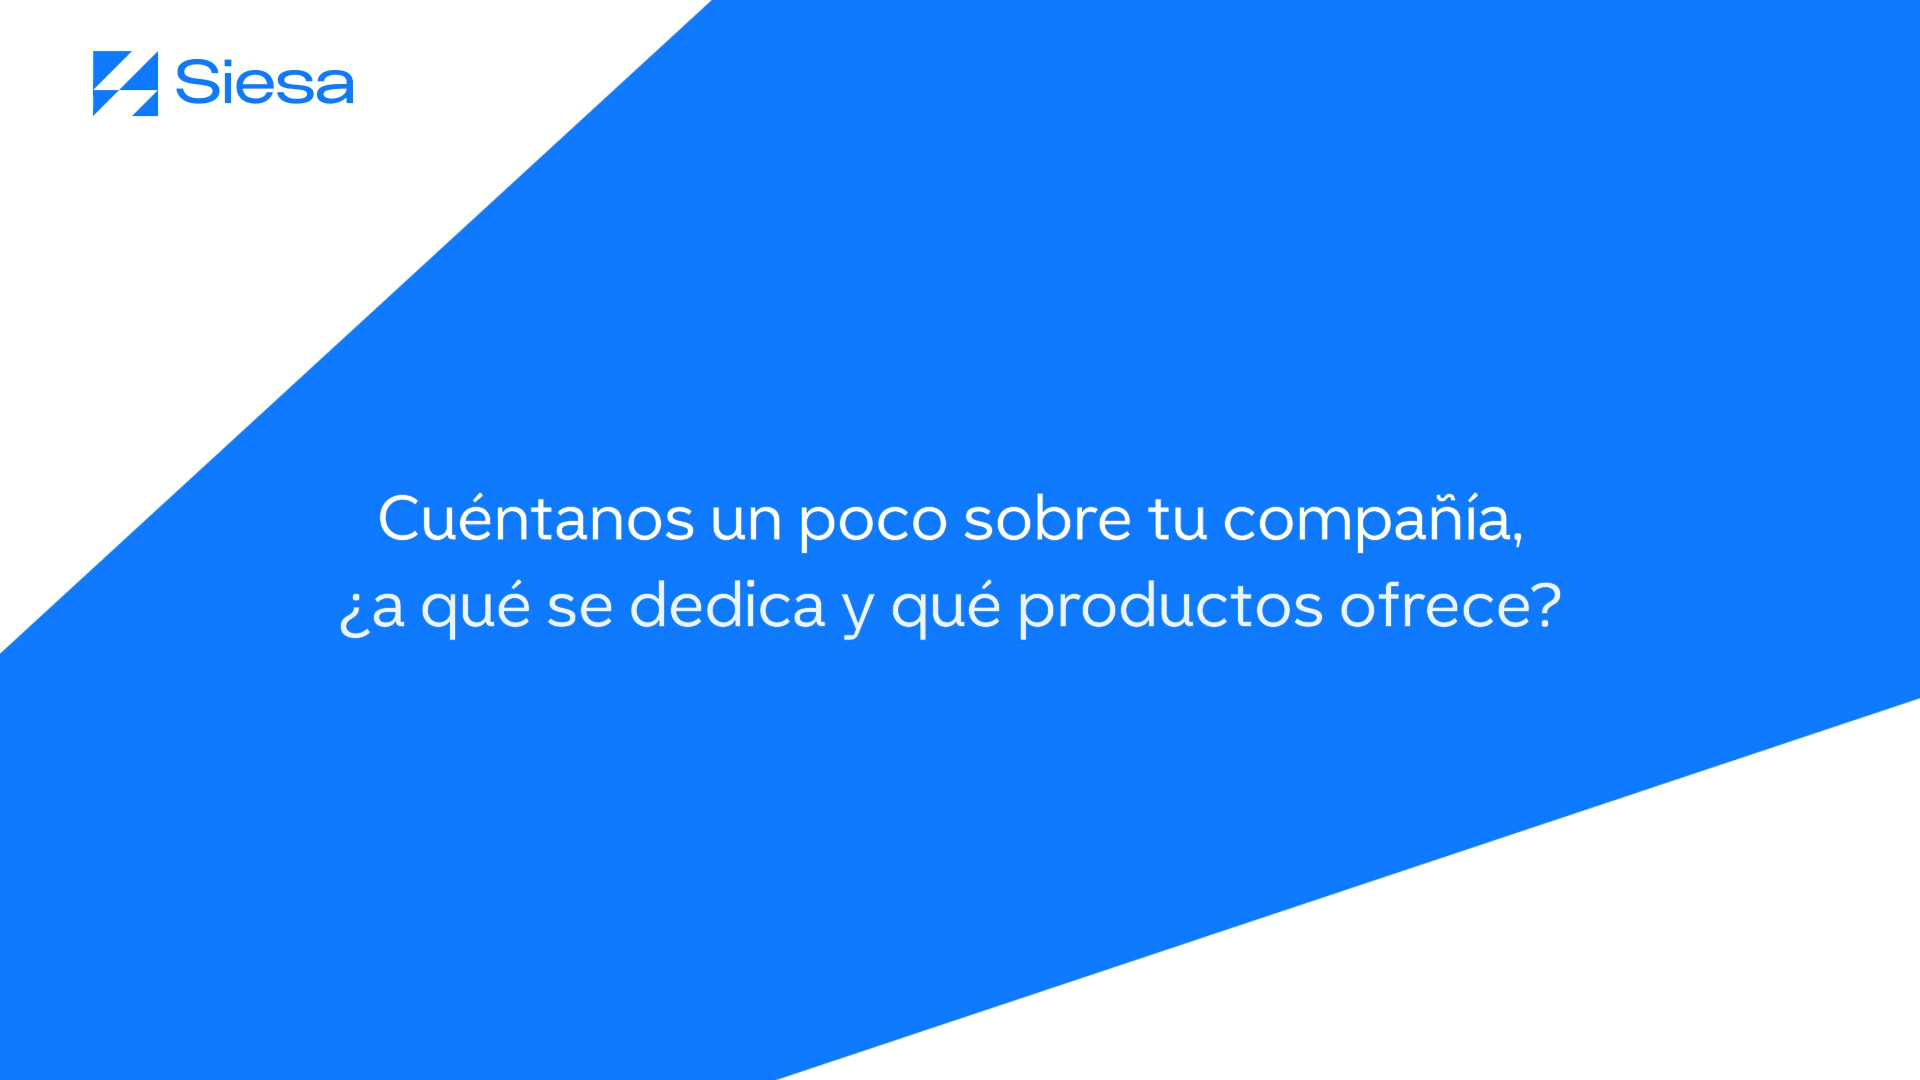 Siesa
Cuéntanos un poco sobre tu compañía,
¿a qué se dedica y qué productos ofrece?